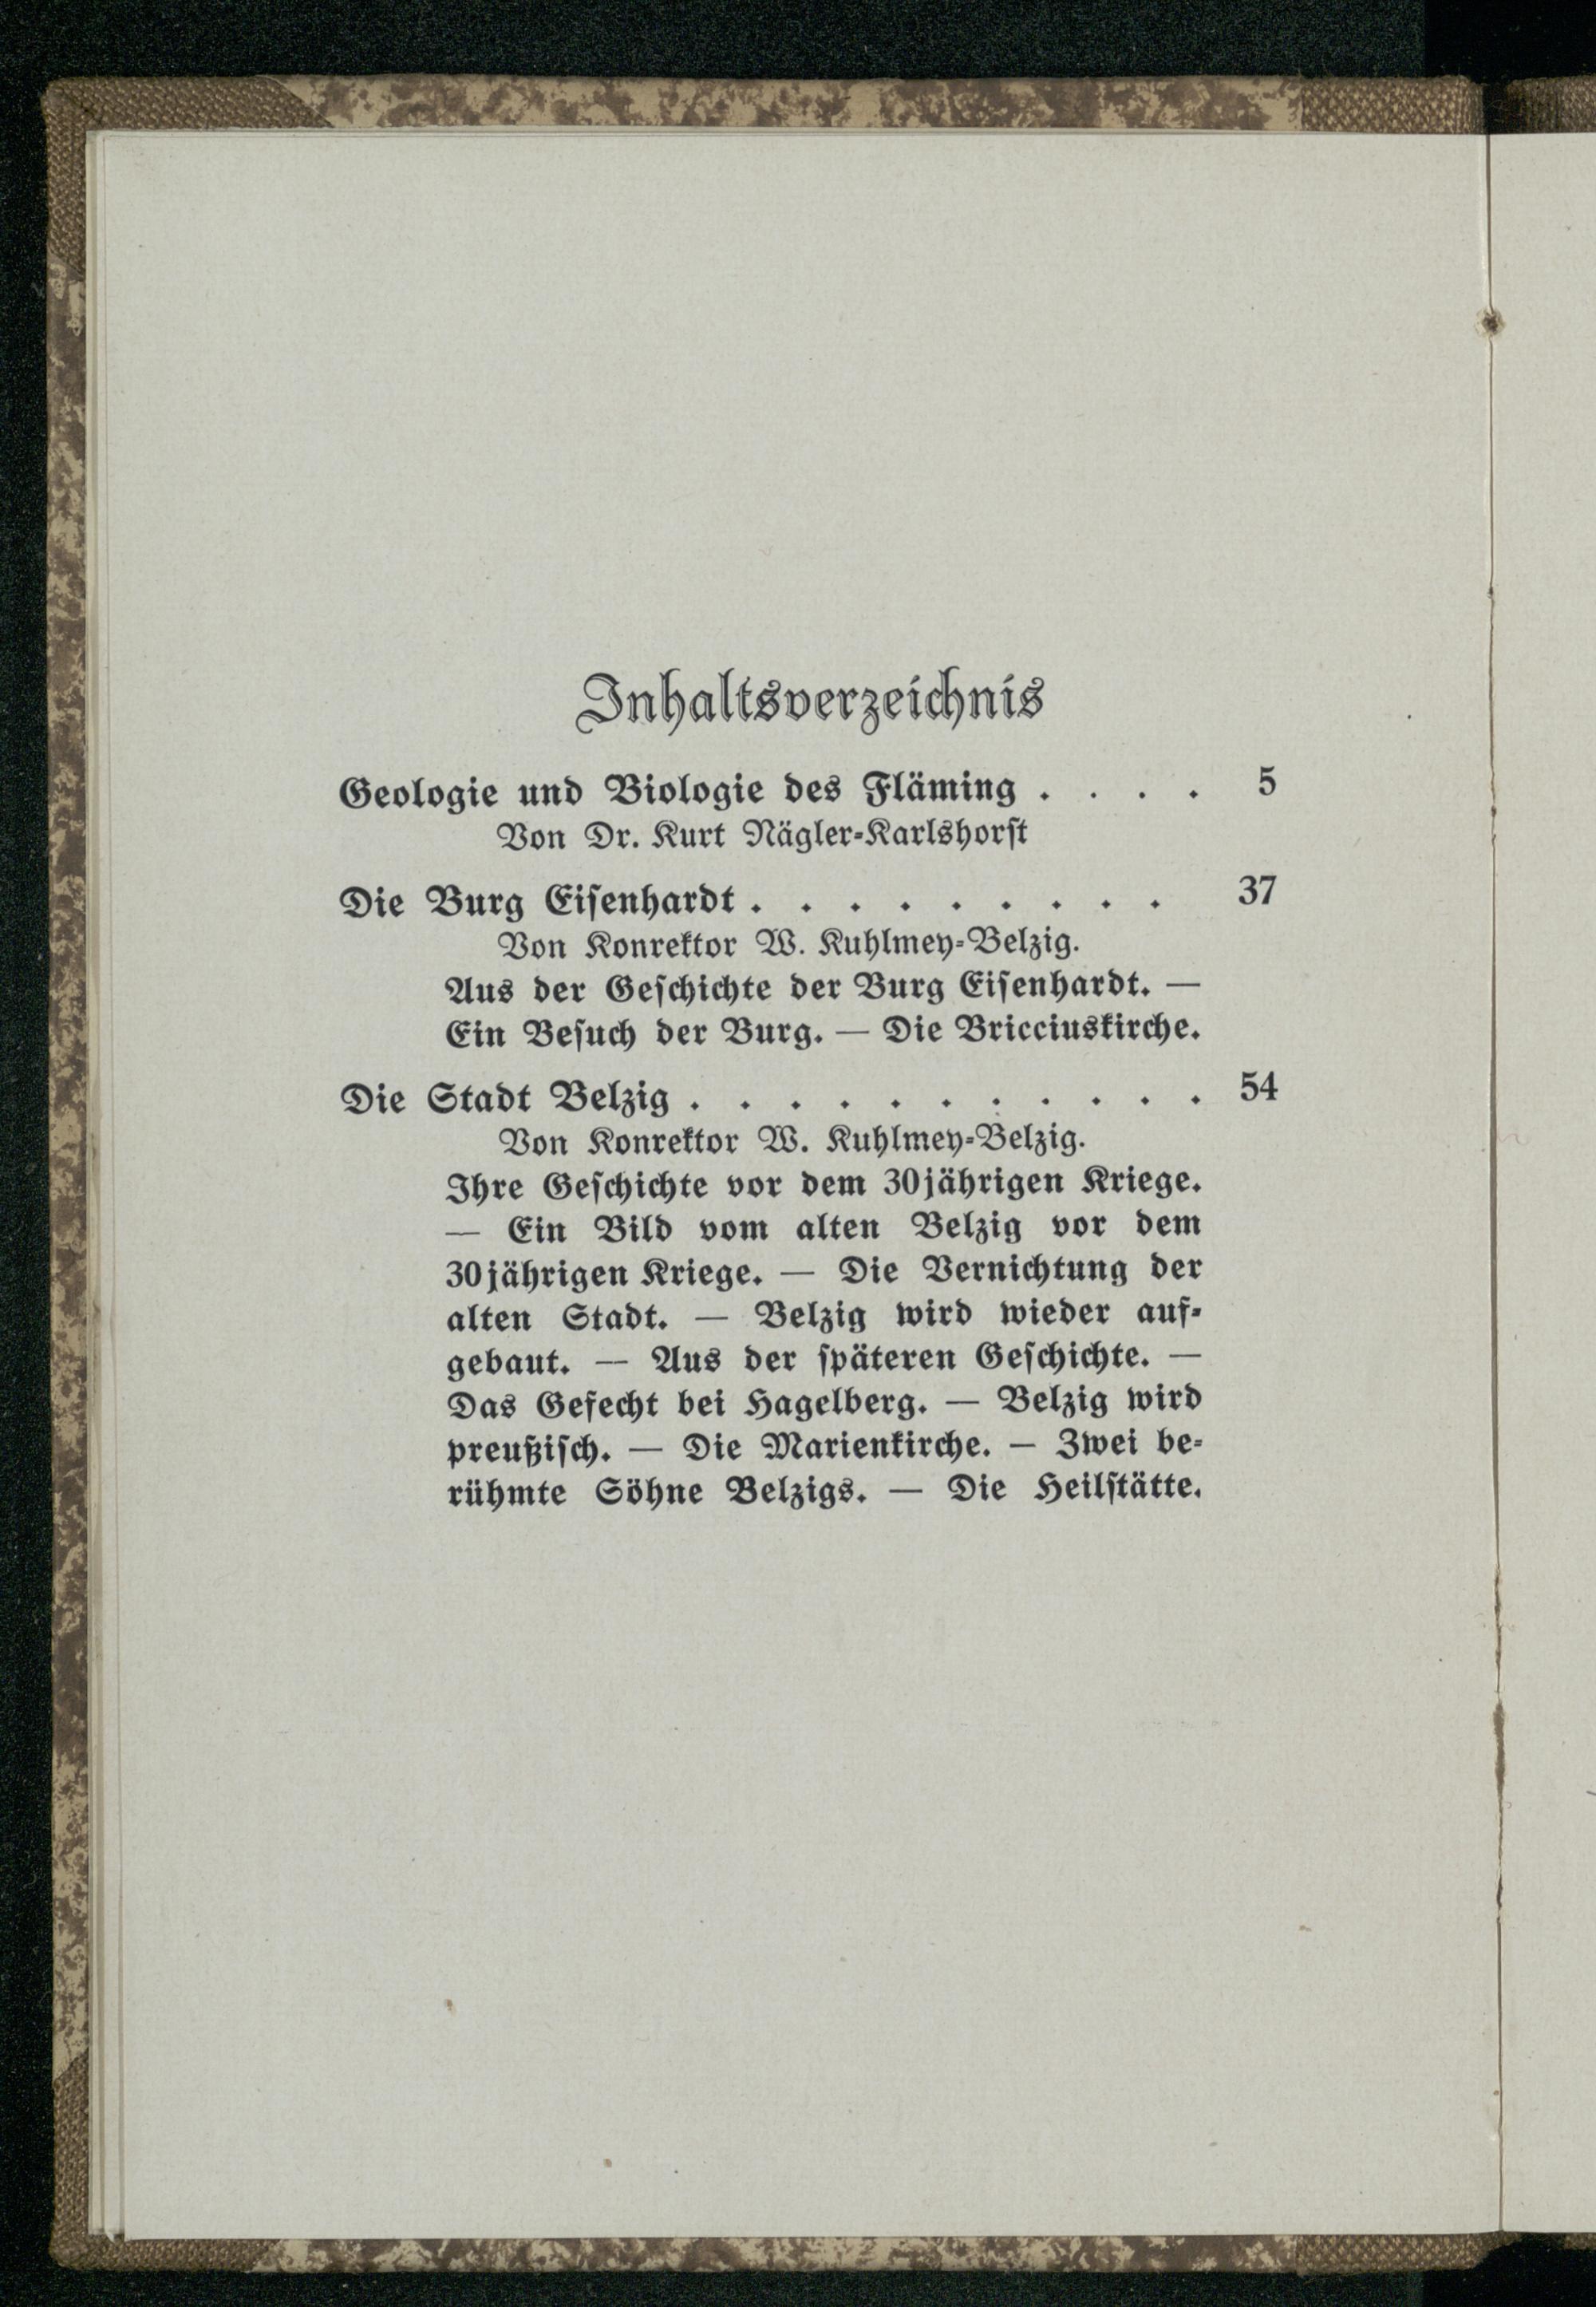 Inhaltsverzeichnis
Geologie und Biologie des Fläming . . . . 5
Von Dr. Kurt Nägler-Karlshorst
Die Burg Eisenhardt . . . . . . . . . 37
Von Konrektor W. Kuhlmey-Belzig.
Aus der Geschichte der Burg Eisenhardt. —
Ein Besuch der Burg. — Die Bricciuskirche.
Die Stadt Belzig . . . . . . . . . . . 54
Von Konrektor W. Kuhlmey-Belzig.
Ihre Geschichte vor dem 30jährigen Kriege.
— Ein Bild vom alten Belzig vor dem
30jährigen Kriege. — Die Vernichtung der
alten Stadt. — Belzig wird wieder auf-
gebaut. — Aus der späteren Geschichte. —
Das Gefecht bei Hagelberg. — Belzig wird
preußisch. — Die Marienkirche. — Zwei be-
rühmte Söhne Belzigs. — Die Heilstätte.